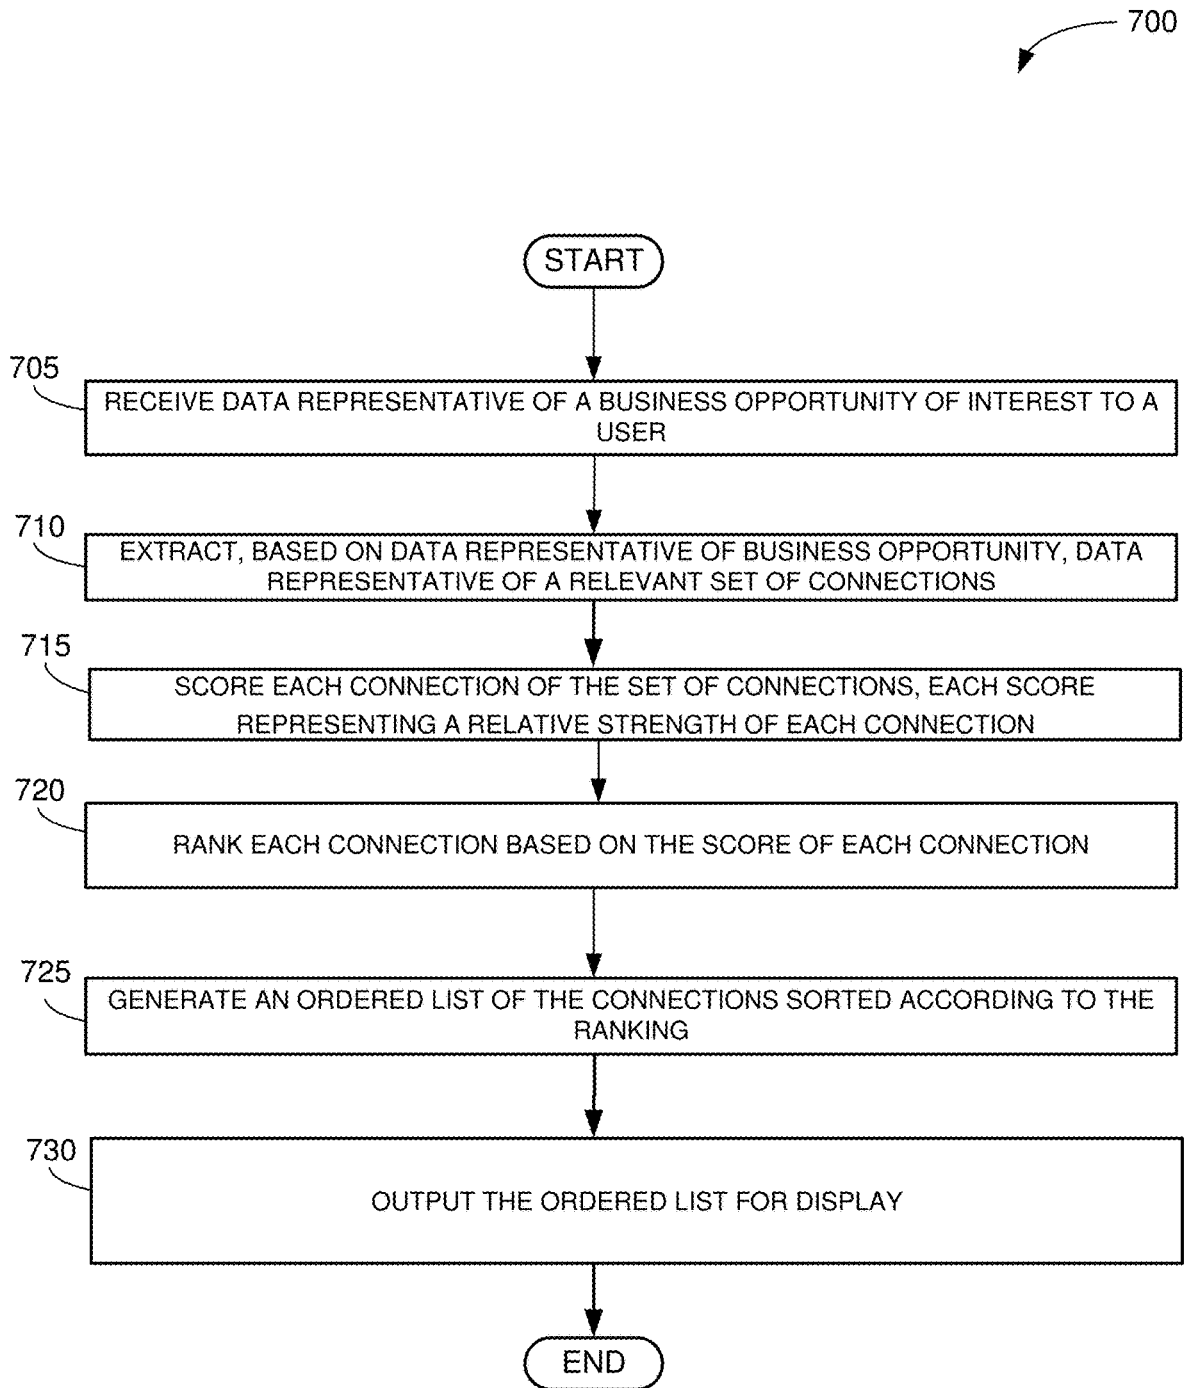 700
START
705
RECEIVE DATA REPRESENTATIVE OF A BUSINESS OPPORTUNITY OF INTEREST TO A
USER
710
EXTRACT, BASED ON DATA REPRESENTATIVE OF BUSINESS OPPORTUNITY, DATA
REPRESENTATIVE OF A RELEVANT SET OF CONNECTIONS
715
SCORE EACH CONNECTION OF THE SET OF CONNECTIONS, EACH SCORE
REPRESENTING A RELATIVE STRENGTH OF EACH CONNECTION
720
RANK EACH CONNECTION BASED ON THE SCORE OF EACH CONNECTION
725
GENERATE AN ORDERED LIST OF THE CONNECTIONS SORTED ACCORDING TO THE
RANKING
730
OUTPUT THE ORDERED LIST FOR DISPLAY
END